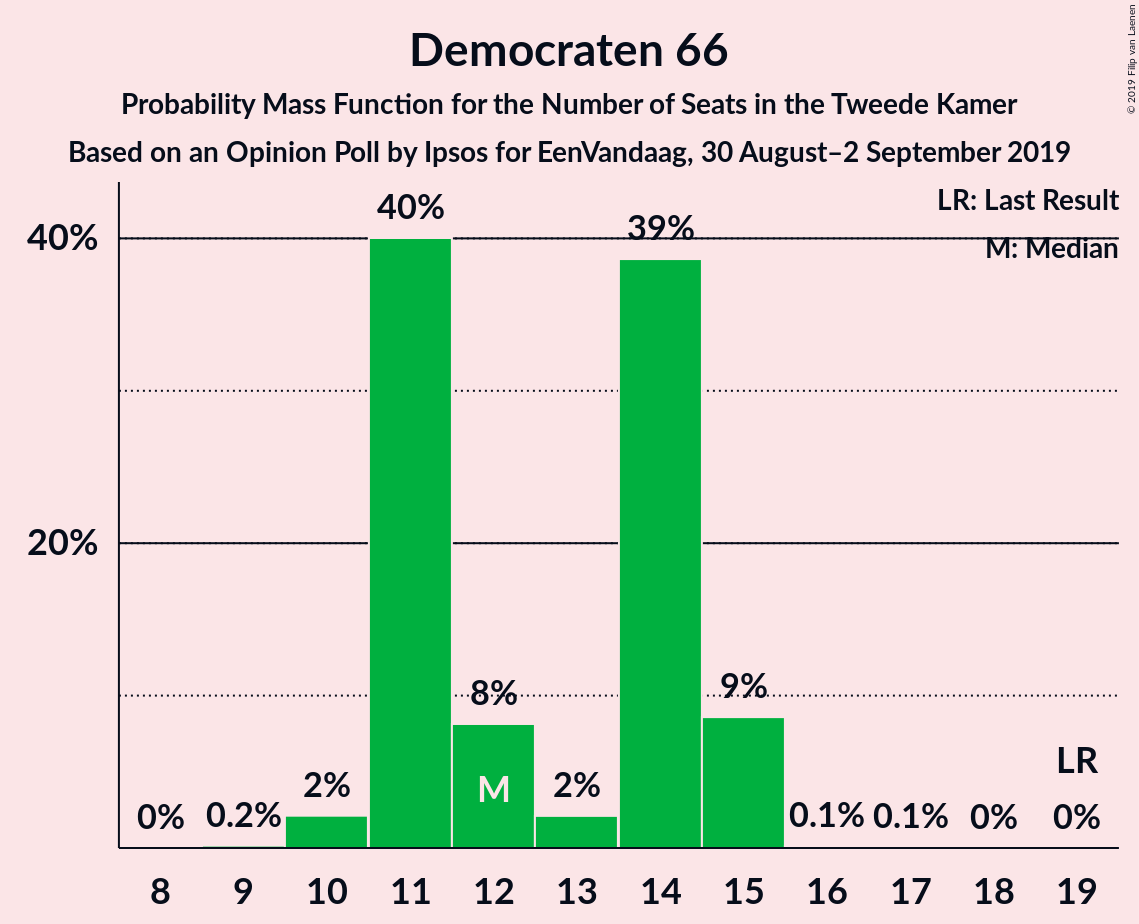 Democraten 66
Probability Mass Function for the Number of Seats in the Tweede Kamer
Based on an Opinion Poll by Ipsos for EenVandaag, 30 August–2 September 2019
© 2019 Filip van Laenen
LR: Last Result
M: Median
40%
20%
0%
0.2%
2%
40%
8%
M
2%
39%
9%
0.1%
0.1%
0%
LR
0%
8 9 10 11 12 13 14 15 16 17 18 19